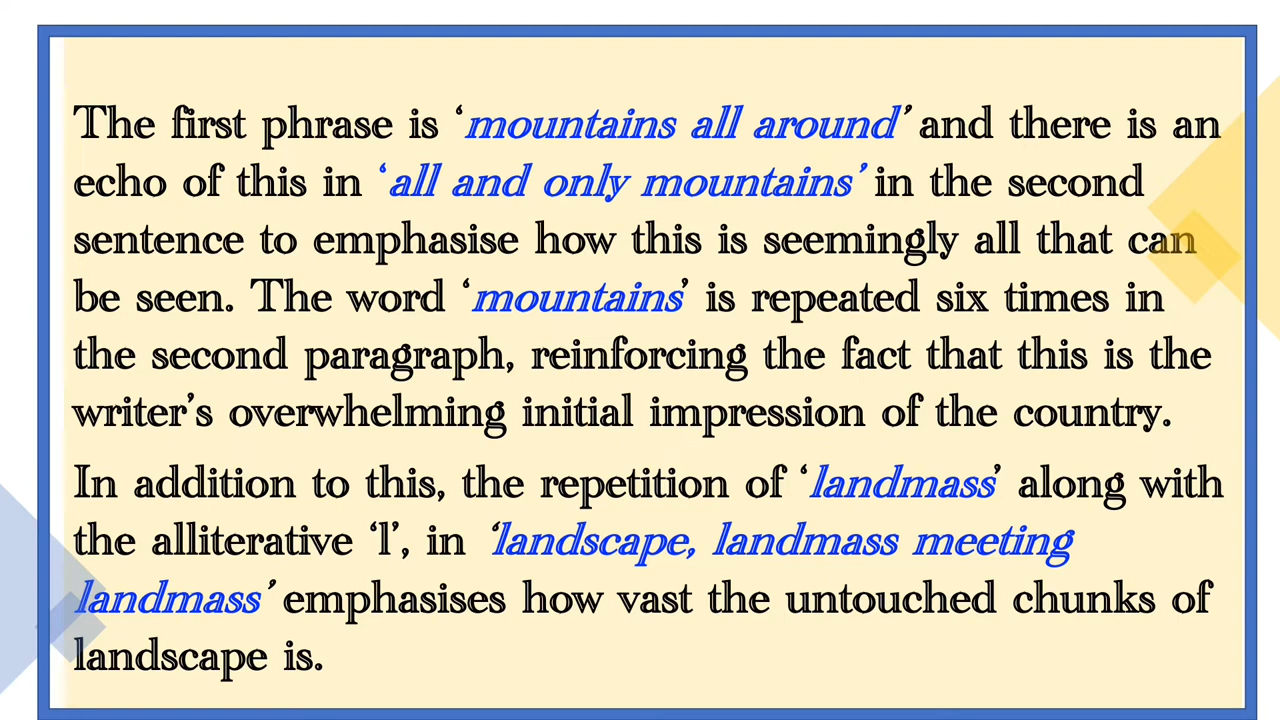 The first phrase is ‘mountains all around’ and there is an
echo of this in ‘all and only mountains’ in the second
sentence to emphasise how this is seemingly all that can
be seen. The word ‘mountains’ is repeated six times in
the second paragraph, reinforcing the fact that this is the
writer’s overwhelming initial impression of the country.
In addition to this, the repetition of ‘landmass’ along with
the alliterative ‘l’, in ‘landscape, landmass meeting
landmass’ emphasises how vast the untouched chunks of
landscape is.